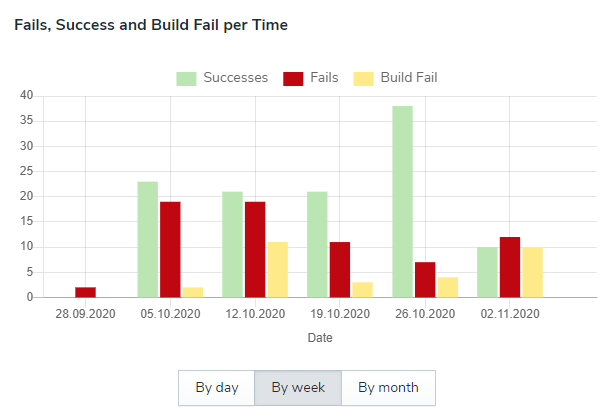 Fails, Success and Build Fail per Time
Successes Fails Build Fail
40
35
30
25
20
15
10
5
0
28.09.2020 05.10.2020 12.10.2020 19.10.2020 26.10.2020 02.11.2020
Date
By day By week By month